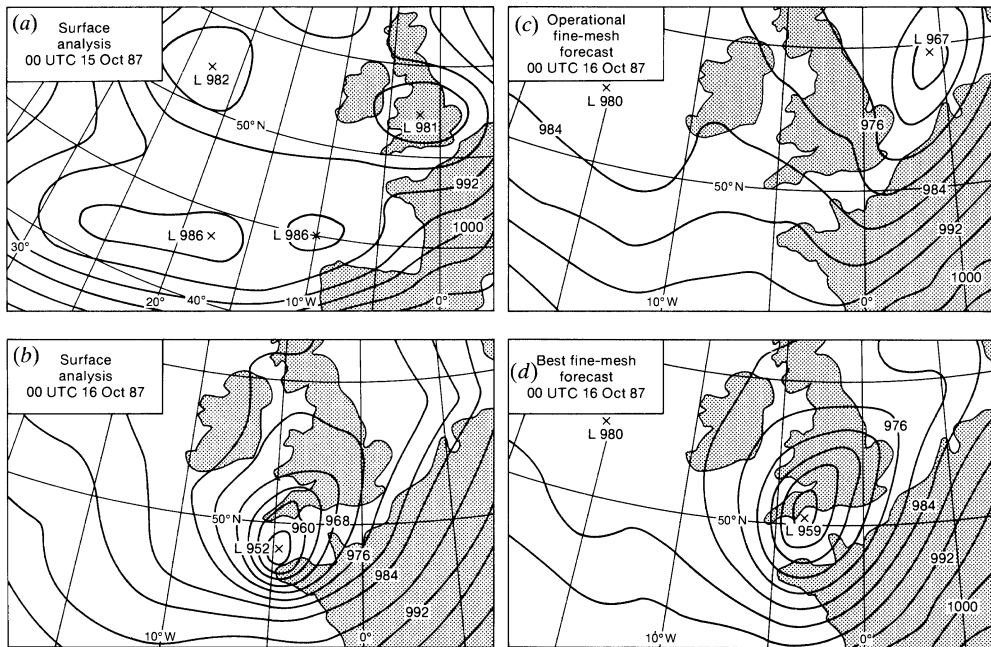 (a)
Surface
analysis
00 UTC 15 Oct 87
L 982
50° N
L 981
992
1000
L 986
L 986
30°
20°
40°
10° W
0°
(c)
Operational
fine-mesh
forecast
00 UTC 16 Oct 87
L 980
L 967
984
976
50° N
984
992
1000
10° W
0°
(b)
Surface
analysis
00 UTC 16 Oct 87
50° N
960
968
L 952
976
984
992
10° W
0°
(d)
Best fine-mesh
forecast
00 UTC 16 Oct 87
L 980
976
50° N
L 959
984
992
1000
10° W
0°